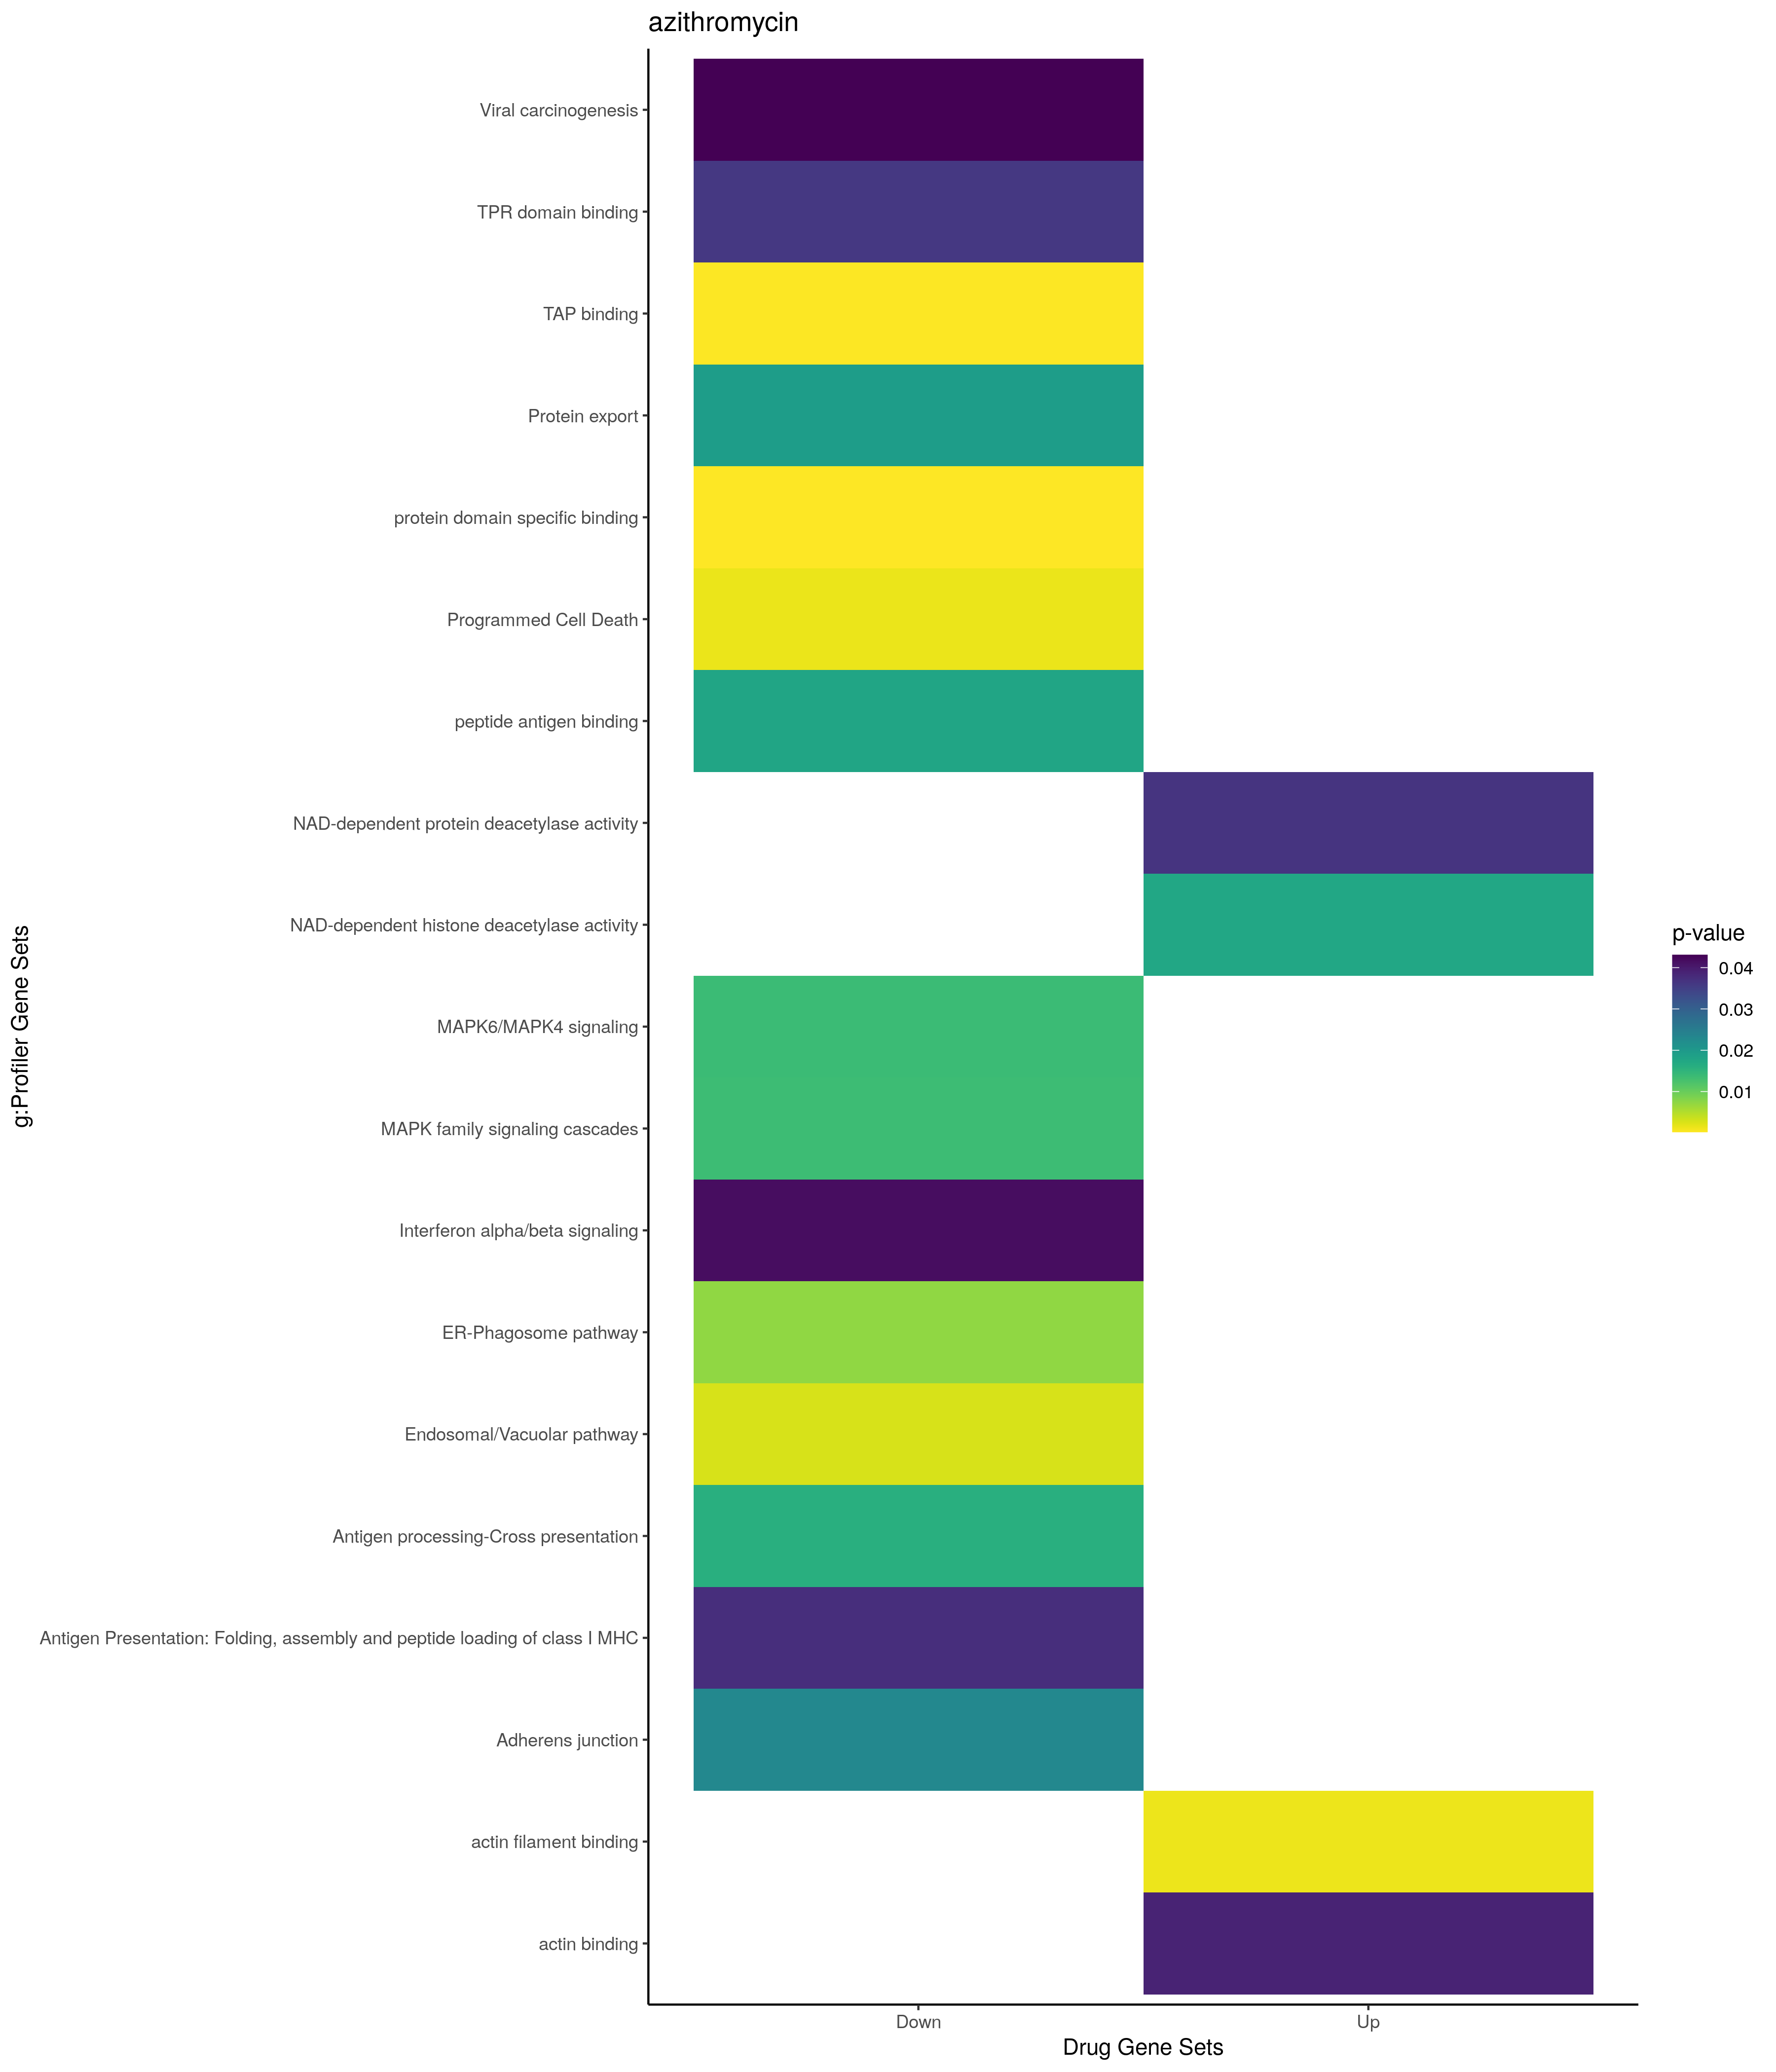 azithromycin
Viral carcinogenesis
TPR domain binding
TAP binding
Protein export
protein domain specific binding
Programmed Cell Death
peptide antigen binding
NAD-dependent protein deacetylase activity
NAD-dependent histone deacetylase activity
MAPK6/MAPK4 signaling
MAPK family signaling cascades
Interferon alpha/beta signaling
ER-Phagosome pathway
Endosomal/Vacuolar pathway
Antigen processing-Cross presentation
Antigen Presentation: Folding, assembly and peptide loading of class I MHC
Adherens junction
actin filament binding
actin binding
g:Profiler Gene Sets
Down
Up
Drug Gene Sets
p-value
0.04
0.03
0.02
0.01